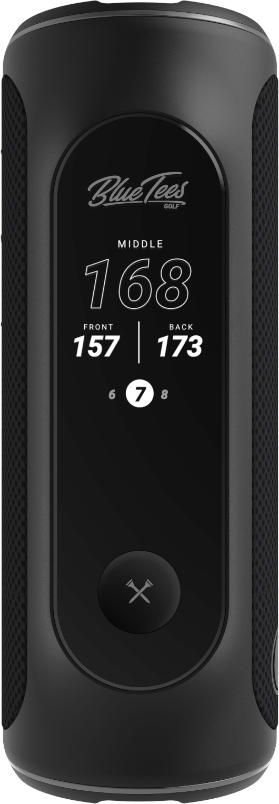 Blue Tees
GOLF
MIDDLE
168
FRONT BACK
157 173
6 7 8